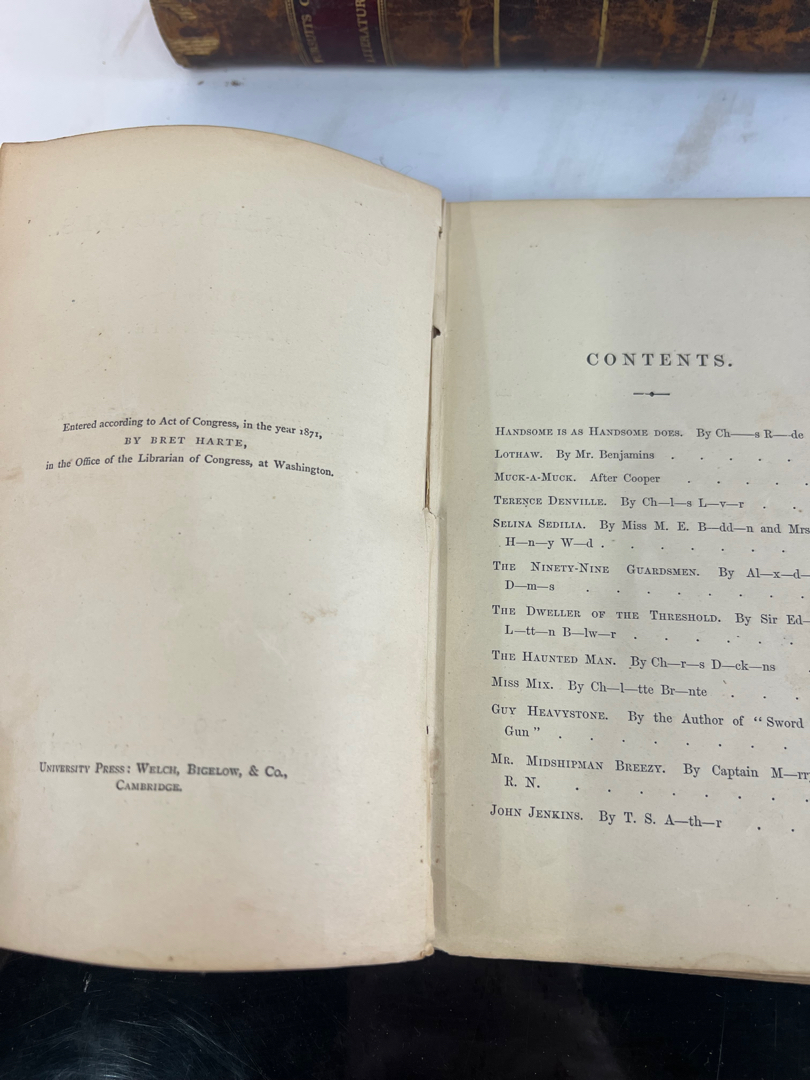 PURSUITS O
LITERATUR
Entered according to Act of Congress, in the year 1871,
BY BRET HARTE,
in the Office of the Librarian of Congress, at Washington.
UNIVERSITY PRESS: WELCH, BIGELOW, & CO.,
CAMBRIDGE.
CONTENTS.
HANDSOME IS AS HANDSOME DOES. By Ch——s R—de
LOTHAW. By Mr. Benjamins . . . . .
MUCK-A-MUCK. After Cooper . . . . .
TERENCE DENVILLE. By Ch—l—s L—v—r . .
SELINA SEDILIA. By Miss M. E. B—dd—n and Mrs
H—n—y W—d . . . . . . .
THE NINETY-NINE GUARDSMEN. By Al—x—d—
D—m—s . . . . . . .
THE DWELLER OF THE THRESHOLD. By Sir Ed—
L—tt—n B—lw—r . . . . . .
THE HAUNTED MAN. By Ch—r—s D—ck—ns .
MISS MIX. By Ch—l—tte Br—nte . . .
GUY HEAVYSTONE. By the Author of "Sword
Gun" . . . . . . . .
MR. MIDSHIPMAN BREEZY. By Captain M—rr
R. N. . . . . . . .
JOHN JENKINS. By T. S. A—th—r . .